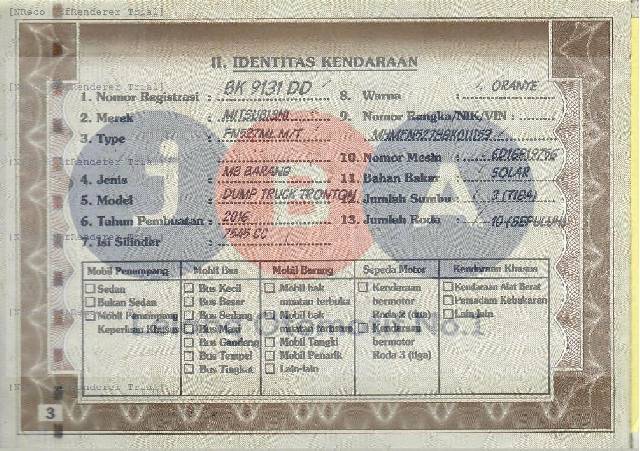 II. IDENTITAS KENDARAAN
1. Nomor Registrasi : BK 9131 DD
2. Merek : MITSUBISHI
3. Type : FN527ML M/T
4. Jenis : MB BARANG
5. Model : DUMP TRUCK TRONTON
6. Tahun Pembuatan : 2016
7. Isi Silinder : 7545 CC
8. Warna : ORANYE
9. Nomor Rangka/NIK/VIN :
10. Nomor Mesin :
11. Bahan Bakar : SOLAR
12. Jumlah Sumbu : 3 (TIGA)
13. Jumlah Roda : 10 (SEPULUH)
JBA
Otomotif No.1
Mobil Penumpang
Sedan
Bukan Sedan
Mobil Penumpang
Keperluan Khusus
Mobil Bus
Bus Kecil
Bus Besar
Bus Sedang
Bus Maxi
Bus Gandeng
Bus Tempel
Bus Tingkat
Mobil Barang
Mobil bak
muatan terbuka
Mobil bak
muatan tertutup
Mobil Tangki
Mobil Penarik
Lain-lain
Sepeda Motor
Kendaraan
bermotor
Roda 2 (dua)
Kendaraan
bermotor
Roda 3 (tiga)
Kendaraan Khusus
Kendaraan Alat Berat
Pemadam Kebakaran
Lain-lain
3